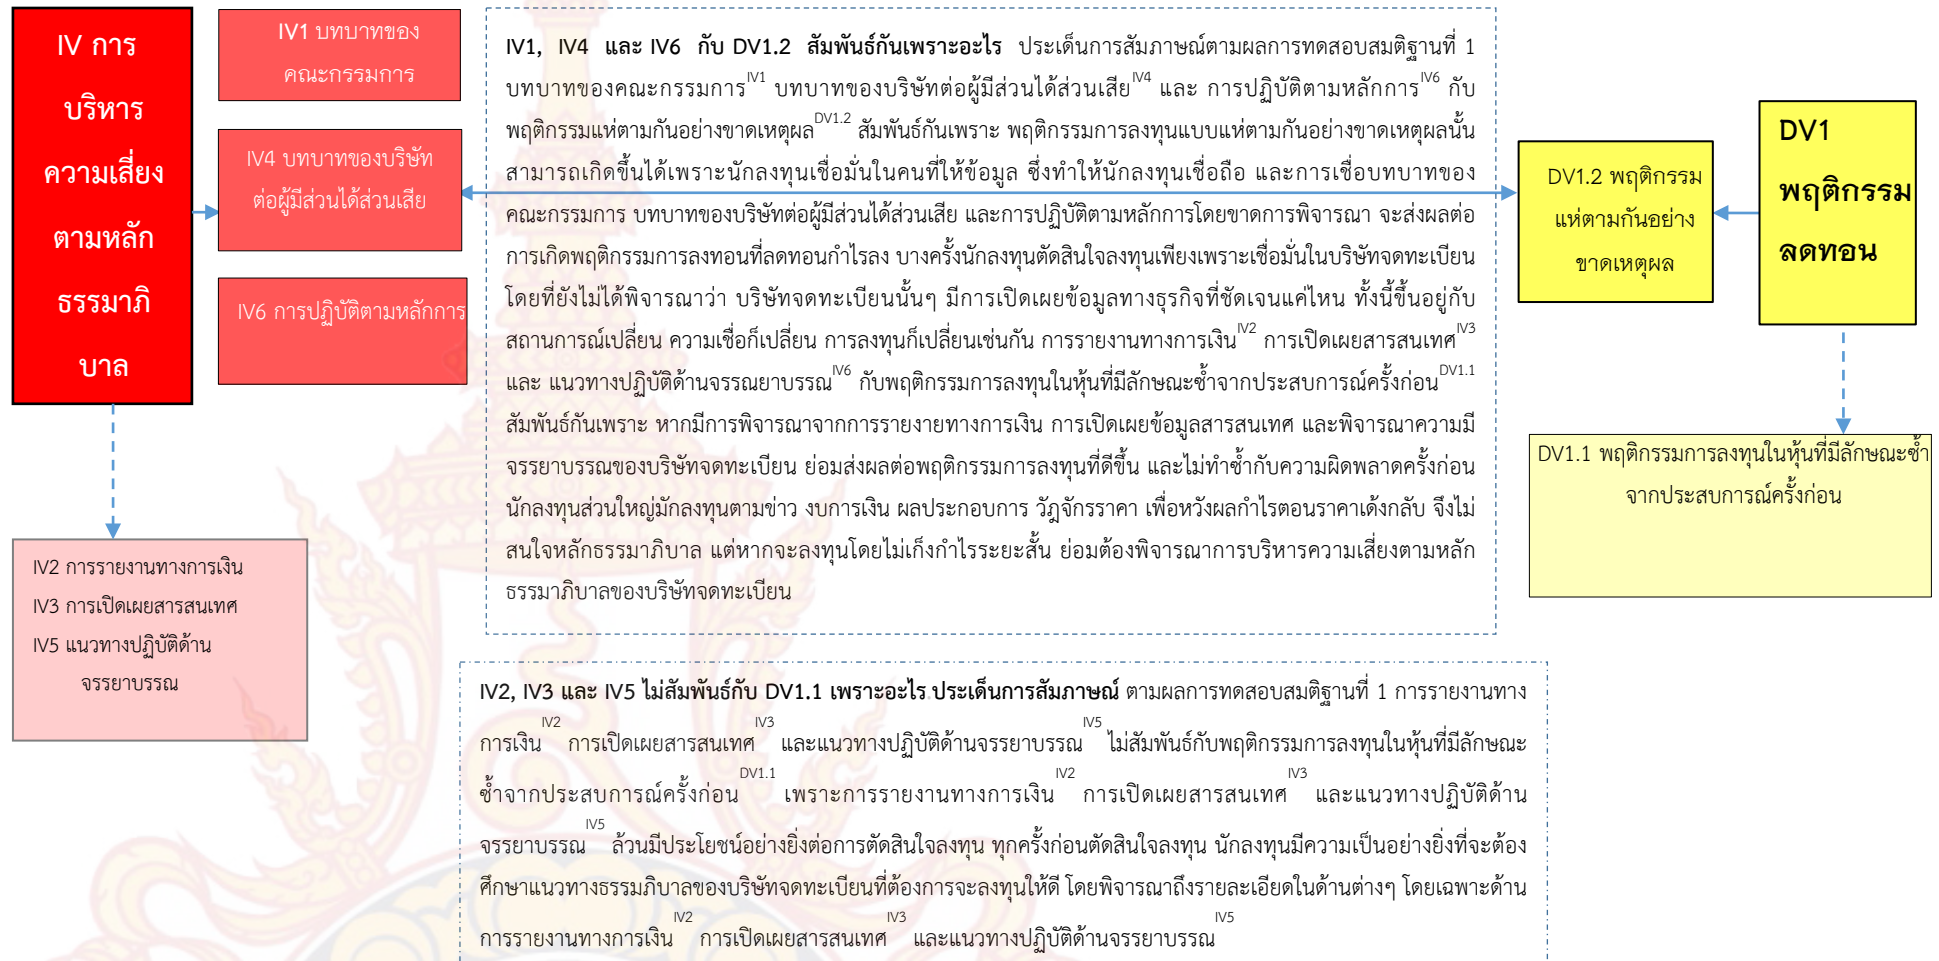 IV การ
บริหาร
ความเสี่ยง
ตามหลัก
ธรรมาภิ
บาล
IV1 บทบาทของ
คณะกรรมการ
IV4 บทบาทของบริษัท
ต่อผู้มีส่วนได้ส่วนเสีย
IV6 การปฏิบัติตามหลักการ
IV2 การรายงานทางการเงิน
IV3 การเปิดเผยสารสนเทศ
IV5 แนวทางปฏิบัติด้าน
จรรยาบรรณ
IV1, IV4 และ IV6 กับ DV1.2 สัมพันธ์กันเพราะอะไร ประเด็นการสัมภาษณ์ตามผลการทดสอบสมติฐานที่ 1
บทบาทของคณะกรรมการIV1 บทบาทของบริษัทต่อผู้มีส่วนได้ส่วนเสียIV4 และ การปฏิบัติตามหลักการIV6 กับ
พฤติกรรมแห่ตามกันอย่างขาดเหตุผลDV1.2 สัมพันธ์กันเพราะ พฤติกรรมการลงทุนแบบแห่ตามกันอย่างขาดเหตุผลนั้น
สามารถเกิดขึ้นได้เพราะนักลงทุนเชื่อมั่นในคนที่ให้ข้อมูล ซึ่งทำให้นักลงทุนเชื่อถือ และการเชื่อบทบาทของ
คณะกรรมการ บทบาทของบริษัทต่อผู้มีส่วนได้ส่วนเสีย และการปฏิบัติตามหลักการโดยขาดการพิจารณา จะส่งผลต่อ
การเกิดพฤติกรรมการลงทอนที่ลดทอนกำไรลง บางครั้งนักลงทุนตัดสินใจลงทุนเพียงเพราะเชื่อมั่นในบริษัทจดทะเบียน
โดยที่ยังไม่ได้พิจารณาว่า บริษัทจดทะเบียนนั้นๆ มีการเปิดเผยข้อมูลทางธุรกิจที่ชัดเจนแค่ไหน ทั้งนี้ขึ้นอยู่กับ
สถานการณ์เปลี่ยน ความเชื่อก็เปลี่ยน การลงทุนก็เปลี่ยนเช่นกัน การรายงานทางการเงินIV2 การเปิดเผยสารสนเทศIV3
และ แนวทางปฏิบัติด้านจรรณยาบรรณIV6 กับพฤติกรรมการลงทุนในหุ้นที่มีลักษณะซ้ำจากประสบการณ์ครั้งก่อนDV1.1
สัมพันธ์กันเพราะ หากมีการพิจารณาจากการรายงายทางการเงิน การเปิดเผยข้อมูลสารสนเทศ และพิจารณาความมี
จรรยาบรรณของบริษัทจดทะเบียน ย่อมส่งผลต่อพฤติกรรมการลงทุนที่ดีขึ้น และไม่ทำซ้ำกับความผิดพลาดครั้งก่อน
นักลงทุนส่วนใหญ่มักลงทุนตามข่าว งบการเงิน ผลประกอบการ วัฏจักรราคา เพื่อหวังผลกำไรตอนราคาเด้งกลับ จึงไม่
สนใจหลักธรรมาภิบาล แต่หากจะลงทุนโดยไม่เก็งกำไรระยะสั้น ย่อมต้องพิจารณาการบริหารความเสี่ยงตามหลัก
ธรรมาภิบาลของบริษัทจดทะเบียน
DV1.2 พฤติกรรม
แห่ตามกันอย่าง
ขาดเหตุผล
DV1
พฤติกรรม
ลดทอน
DV1.1 พฤติกรรมการลงทุนในหุ้นที่มีลักษณะซ้ำ
จากประสบการณ์ครั้งก่อน
IV2, IV3 และ IV5 ไม่สัมพันธ์กับ DV1.1 เพราะอะไร ประเด็นการสัมภาษณ์ ตามผลการทดสอบสมติฐานที่ 1 การรายงานทาง
การเงินIV2 การเปิดเผยสารสนเทศIV3 และแนวทางปฏิบัติด้านจรรยาบรรณIV5 ไม่สัมพันธ์กับพฤติกรรมการลงทุนในหุ้นที่มีลักษณะ
ซ้ำจากประสบการณ์ครั้งก่อนDV1.1 เพราะการรายงานทางการเงินIV2 การเปิดเผยสารสนเทศIV3 และแนวทางปฏิบัติด้าน
จรรยาบรรณIV5 ล้วนมีประโยชน์อย่างยิ่งต่อการตัดสินใจลงทุน ทุกครั้งก่อนตัดสินใจลงทุน นักลงทุนมีความเป็นอย่างยิ่งที่จะต้อง
ศึกษาแนวทางธรรมภิบาลของบริษัทจดทะเบียนที่ต้องการจะลงทุนให้ดี โดยพิจารณาถึงรายละเอียดในด้านต่างๆ โดยเฉพาะด้าน
การรายงานทางการเงินIV2 การเปิดเผยสารสนเทศIV3 และแนวทางปฏิบัติด้านจรรยาบรรณIV5